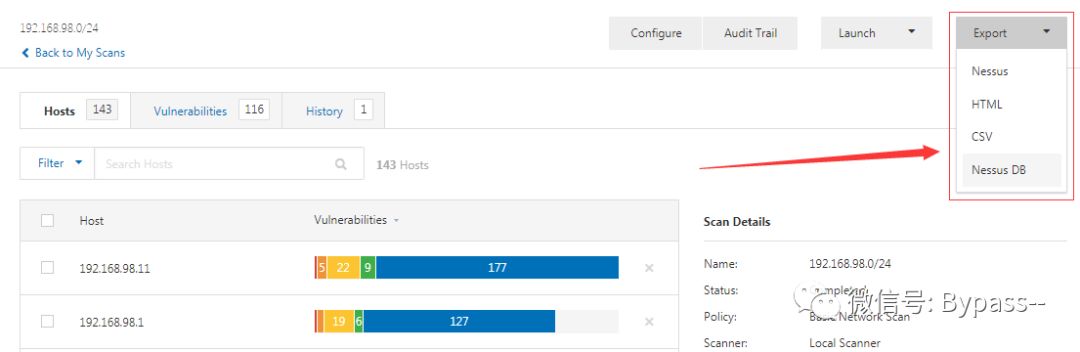 192.168.98.0/24
Back to My Scans
Configure
Audit Trail
Launch
Export
Nessus
HTML
CSV
Nessus DB
Hosts 143
Vulnerabilities 116
History 1
Filter
Search Hosts
143 Hosts
Host
Vulnerabilities
192.168.98.11
5 22 9 177
192.168.98.1
19 6 127
Scan Details
Name: 192.168.98.0/24
Status: Completed
Policy: Basic Network Scan
Scanner: Local Scanner
微信号: Bypass--